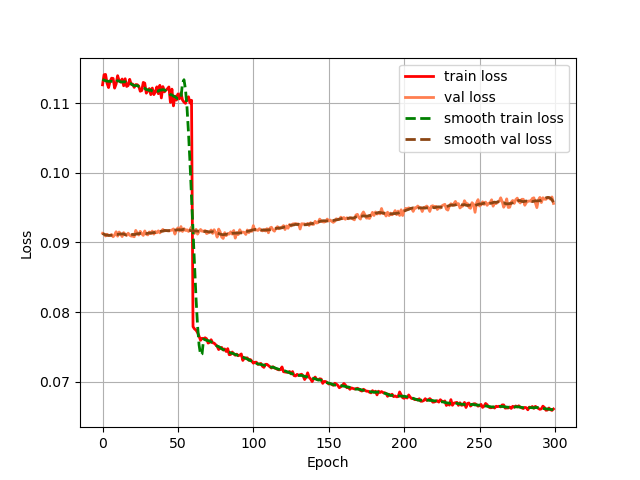 train loss
val loss
smooth train loss
smooth val loss
0.11
0.10
0.09
0.08
0.07
Loss
0 50 100 150 200 250 300
Epoch